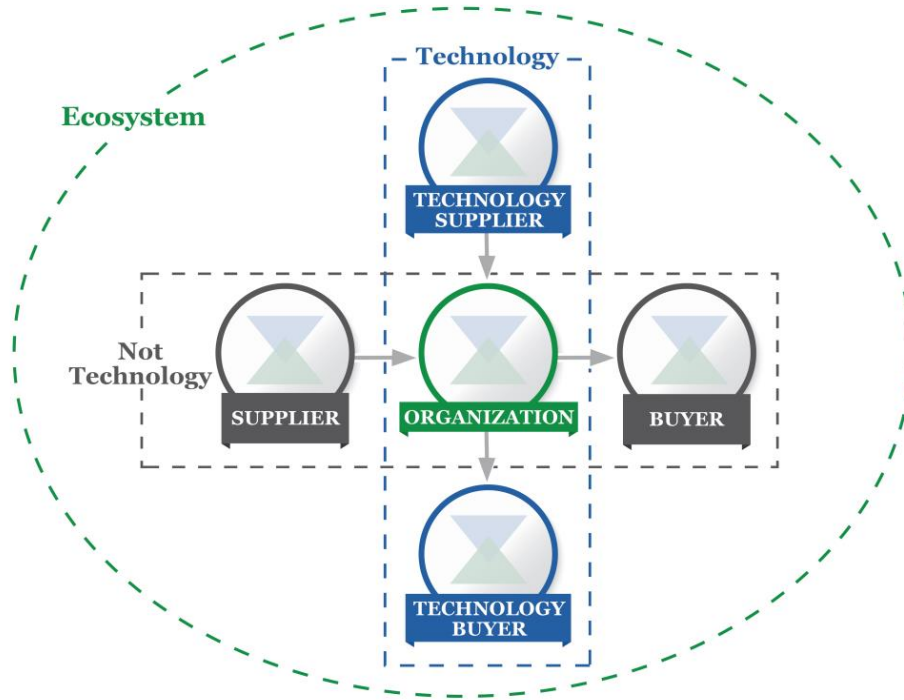 Technology
Ecosystem
TECHNOLOGY
SUPPLIER
Not
Technology
SUPPLIER
ORGANIZATION
BUYER
TECHNOLOGY
BUYER